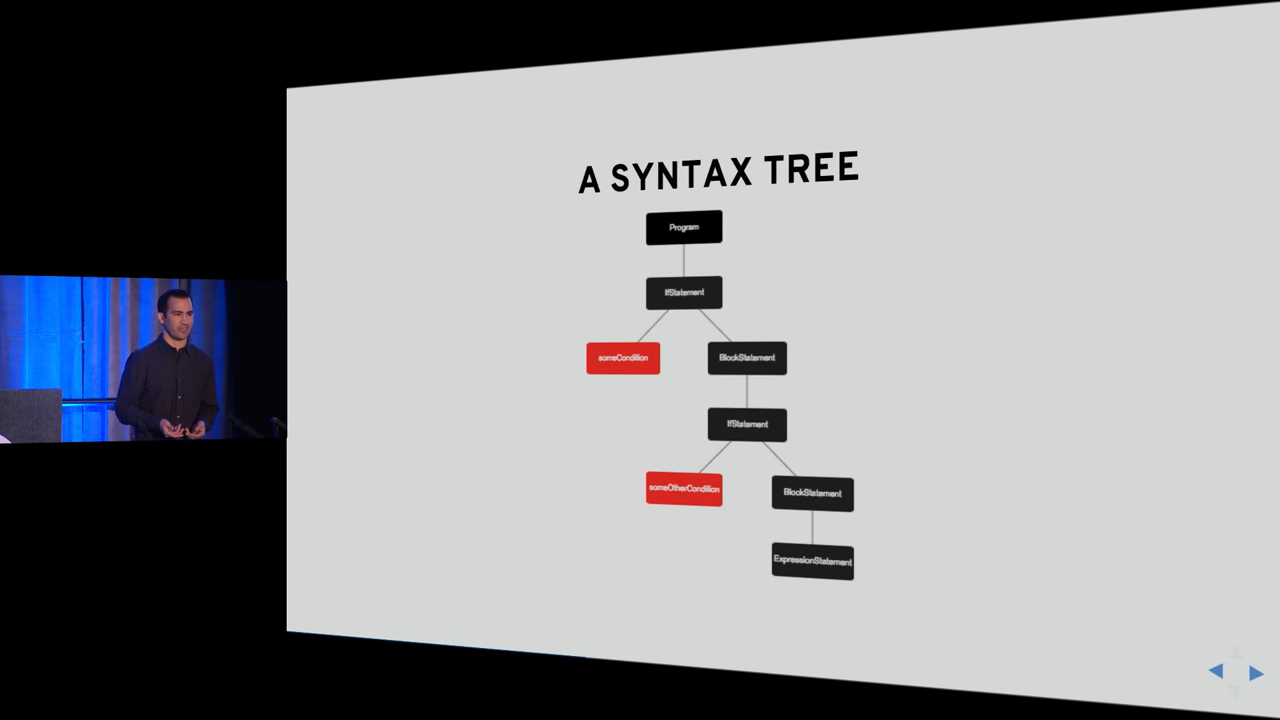 A SYNTAX TREE
Program
IfStatement
someCondition
BlockStatement
IfStatement
someOtherCondition
BlockStatement
ExpressionStatement